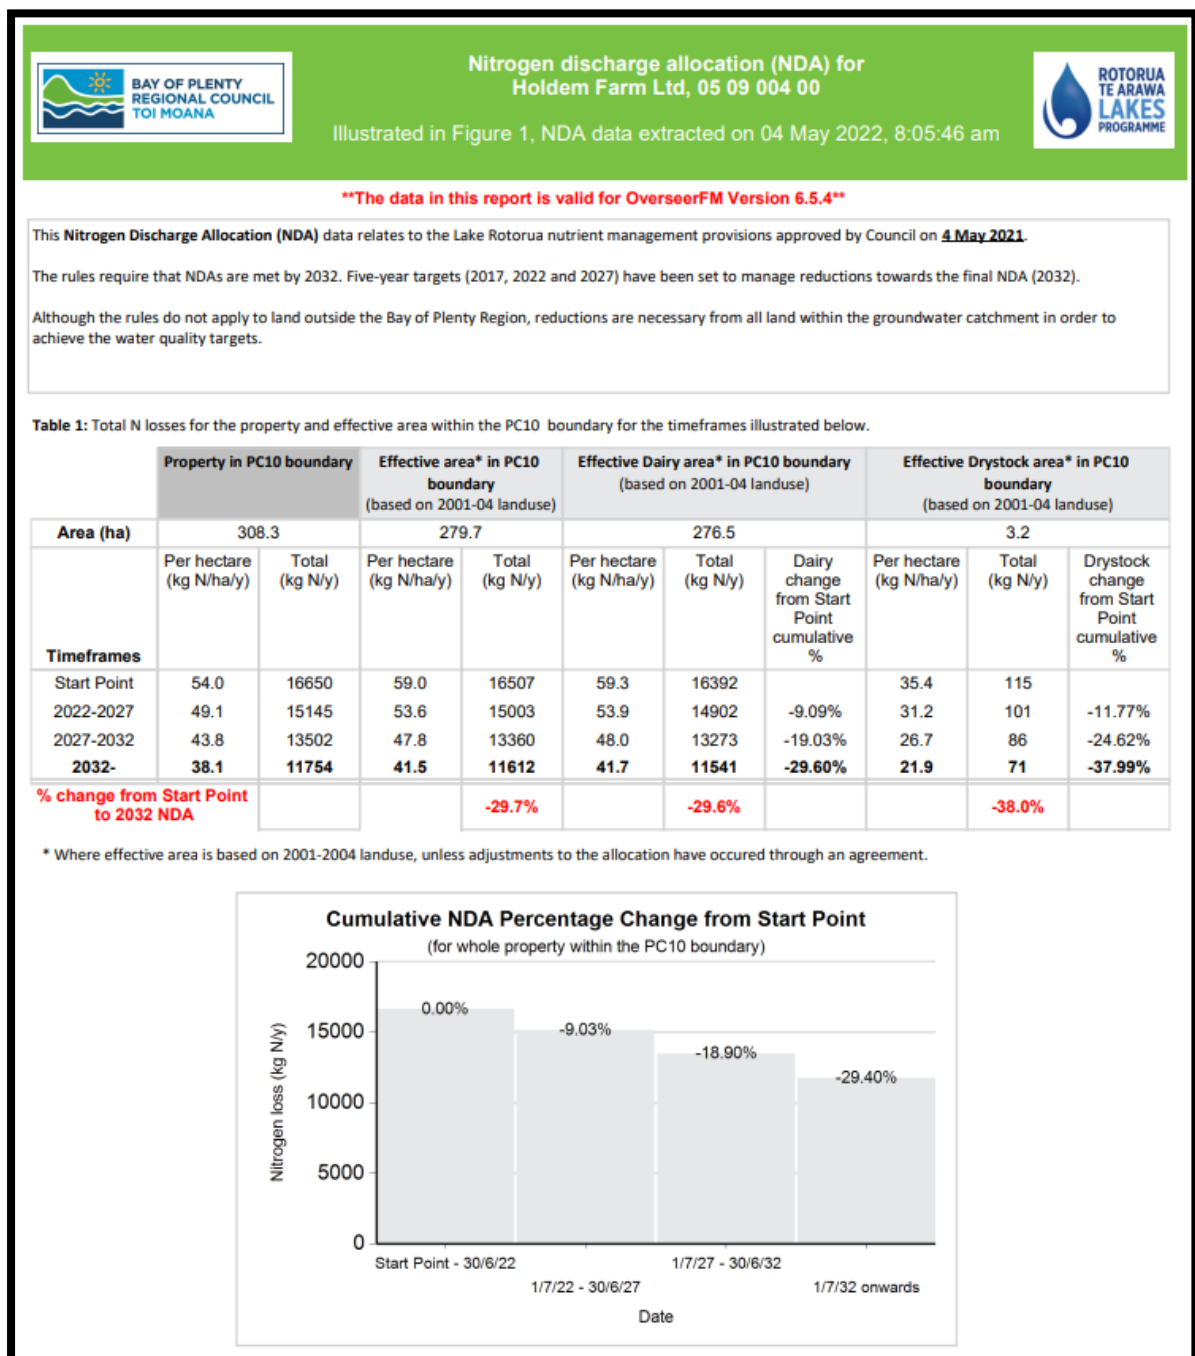 BAY OF PLENTY
REGIONAL COUNCIL
TOI MOANA
Nitrogen discharge allocation (NDA) for
Holdem Farm Ltd, 05 09 004 00
Illustrated in Figure 1, NDA data extracted on 04 May 2022, 8:05:46 am
ROTORUA
TE ARAWA
LAKES
PROGRAMME
**The data in this report is valid for OverseerFM Version 6.5.4**
This Nitrogen Discharge Allocation (NDA) data relates to the Lake Rotorua nutrient management provisions approved by Council on 4 May 2021.
The rules require that NDAs are met by 2032. Five-year targets (2017, 2022 and 2027) have been set to manage reductions towards the final NDA (2032).
Although the rules do not apply to land outside the Bay of Plenty Region, reductions are necessary from all land within the groundwater catchment in order to
achieve the water quality targets.
Table 1: Total N losses for the property and effective area within the PC10 boundary for the timeframes illustrated below.
Property in PC10 boundary Effective area* in PC10 boundary (based on 2001-04 landuse) Effective Dairy area* in PC10 boundary (based on 2001-04 landuse) Effective Drystock area* in PC10 boundary (based on 2001-04 landuse)
Area (ha) 308.3 279.7 276.5 3.2
Timeframes Per hectare (kg N/ha/y) Total (kg N/y) Per hectare (kg N/ha/y) Total (kg N/y) Per hectare (kg N/ha/y) Total (kg N/y) Dairy change from Start Point cumulative % Per hectare (kg N/ha/y) Total (kg N/y) Drystock change from Start Point cumulative %
Start Point 54.0 16650 59.0 16507 59.3 16392 35.4 115
2022-2027 49.1 15145 53.6 15003 53.9 14902 -9.09% 31.2 101 -11.77%
2027-2032 43.8 13502 47.8 13360 48.0 13273 -19.03% 26.7 86 -24.62%
2032- 38.1 11754 41.5 11612 41.7 11541 -29.60% 21.9 71 -37.99%
% change from Start Point to 2032 NDA -29.7% -29.6% -38.0%
* Where effective area is based on 2001-2004 landuse, unless adjustments to the allocation have occured through an agreement.
Cumulative NDA Percentage Change from Start Point
(for whole property within the PC10 boundary)
Nitrogen loss (kg N/y)
20000
15000
10000
5000
0
0.00%
-9.03%
-18.90%
-29.40%
Start Point - 30/6/22
1/7/22 - 30/6/27
1/7/27 - 30/6/32
1/7/32 onwards
Date